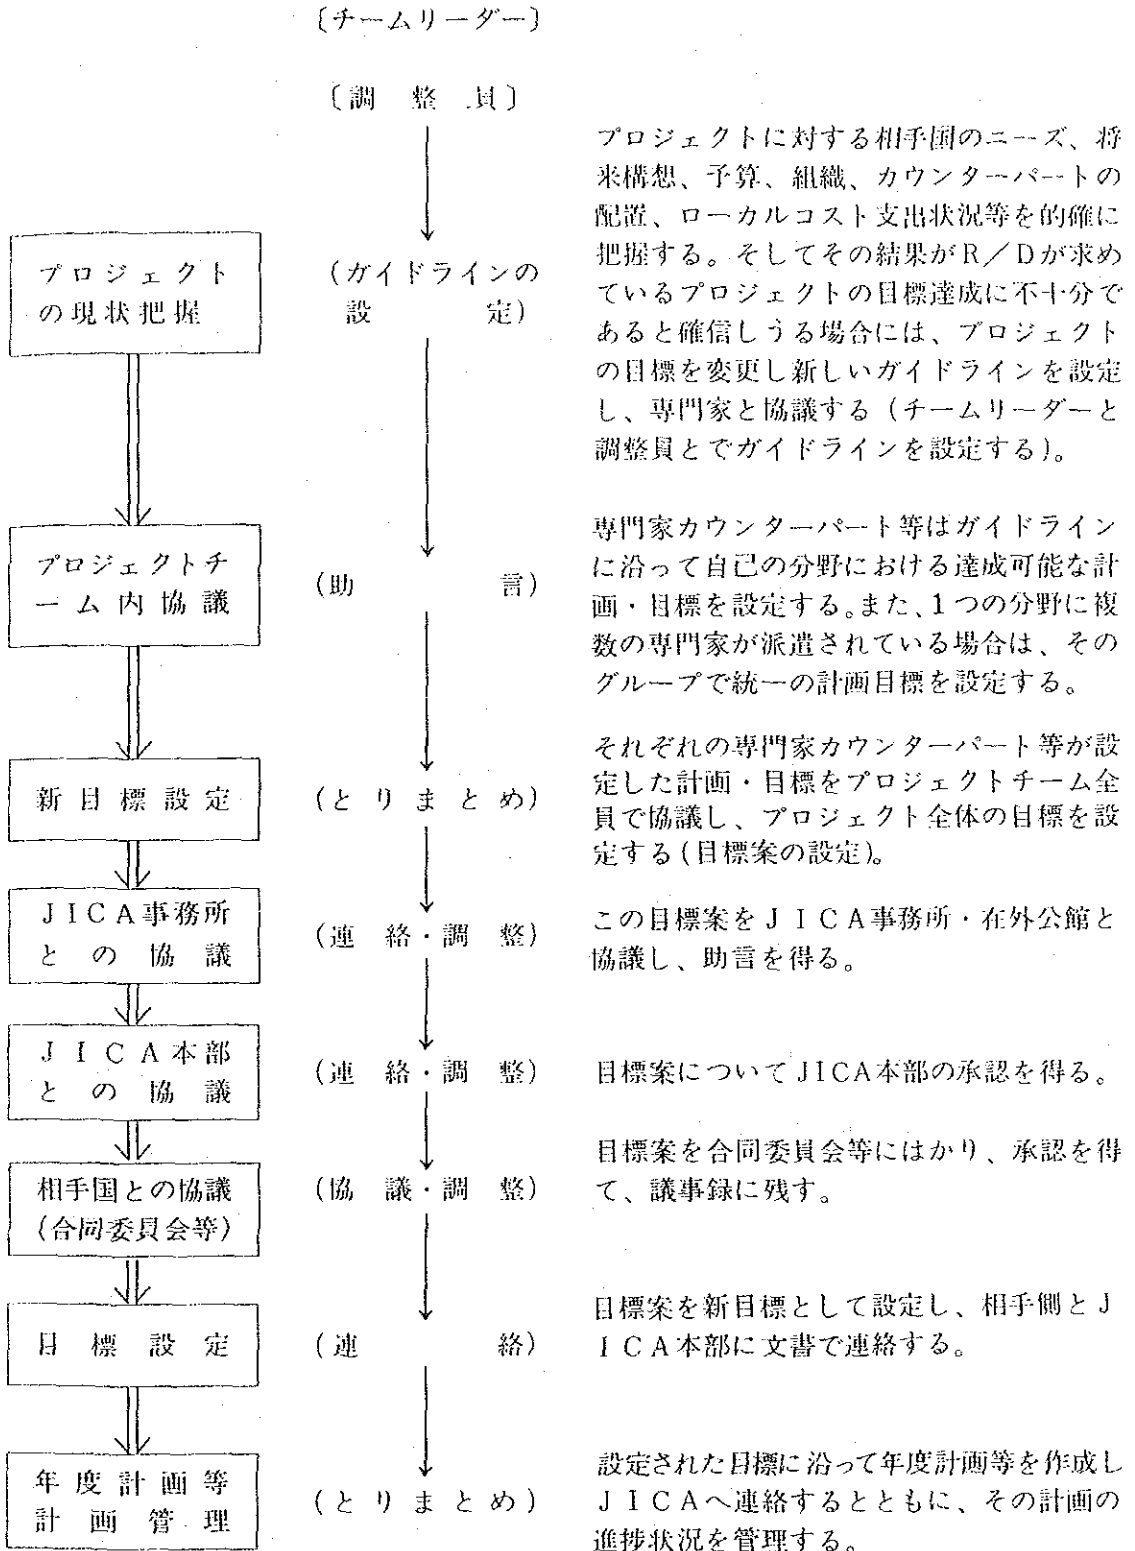 〔チームリーダー〕
〔調 整 員〕
プロジェクトに対する相手国のニーズ、将
来構想、予算、組織、カウンターパートの
配置、ローカルコスト支出状況等を的確に
把握する。そしてその結果がR/Dが求め
ているプロジェクトの目標達成に不十分で
あると確信しうる場合には、プロジェクト
の目標を変更し新しいガイドラインを設定
し、専門家と協議する(チームリーダーと
調整員とでガイドラインを設定する)。
プロジェクト
の現状把握
(ガイドラインの
設 定)
プロジェクトチ
ーム内協議
(助 言)
専門家カウンターパート等はガイドライン
に沿って自己の分野における達成可能な計
画・目標を設定する。また、1つの分野に複
数の専門家が派遣されている場合は、その
グループで統一の計画目標を設定する。
新目標設定
(とりまとめ)
それぞれの専門家カウンターパート等が設
定した計画・目標をプロジェクトチーム全
員で協議し、プロジェクト全体の目標を設
定する(目標案の設定)。
JICA事務所
との協議
(連絡・調整)
この目標案をJICA事務所・在外公館と
協議し、助言を得る。
JICA本部
との協議
(連絡・調整)
目標案についてJICA本部の承認を得る。
相手国との協議
(合同委員会等)
(協議・調整)
目標案を合同委員会等にはかり、承認を得
て、議事録に残す。
目標設定
(連 絡)
目標案を新目標として設定し、相手側とJ
ICA本部に文書で連絡する。
年度計画等
計画管理
(とりまとめ)
設定された目標に沿って年度計画等を作成し
JICAへ連絡するとともに、その計画の
進捗状況を管理する。